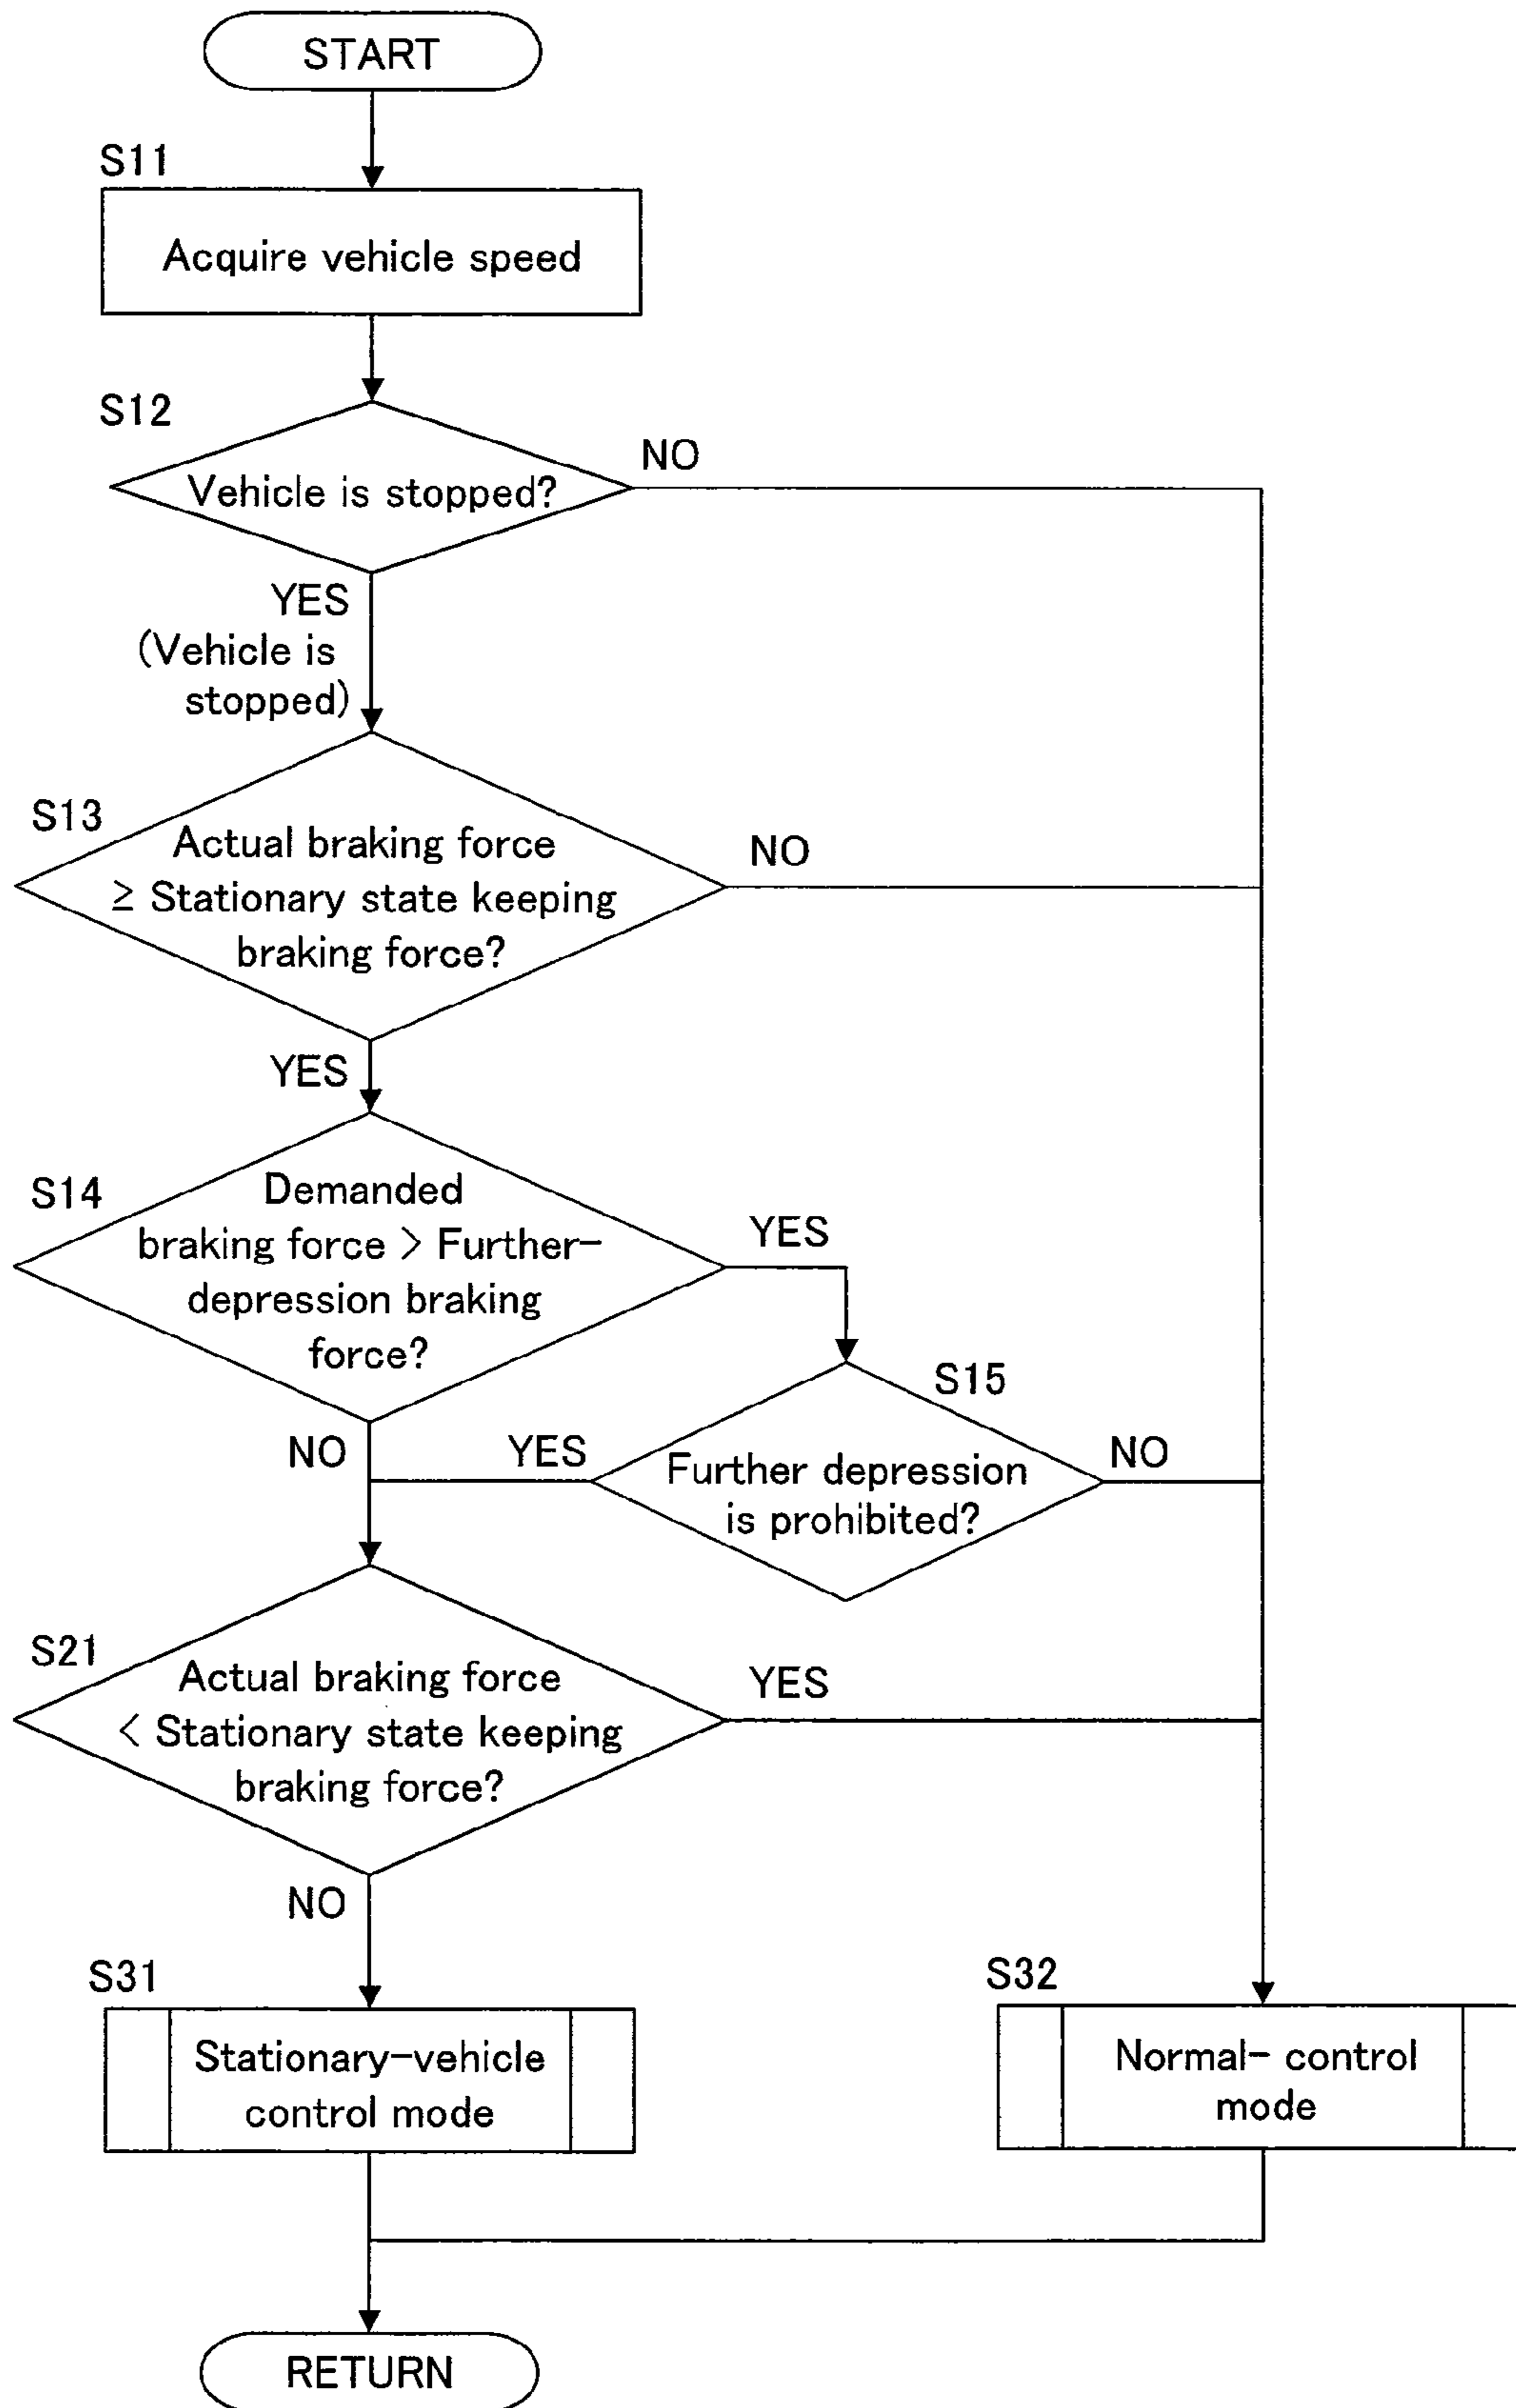 START
S11
Acquire vehicle speed
S12
Vehicle is stopped?
NO
YES
(Vehicle is
stopped)
S13
Actual braking force
≥ Stationary state keeping
braking force?
NO
YES
S14
Demanded
braking force > Further-
depression braking
force?
YES
S15
Further depression
is prohibited?
YES
NO
NO
S21
Actual braking force
< Stationary state keeping
braking force?
YES
NO
S31
Stationary-vehicle
control mode
S32
Normal- control
mode
RETURN